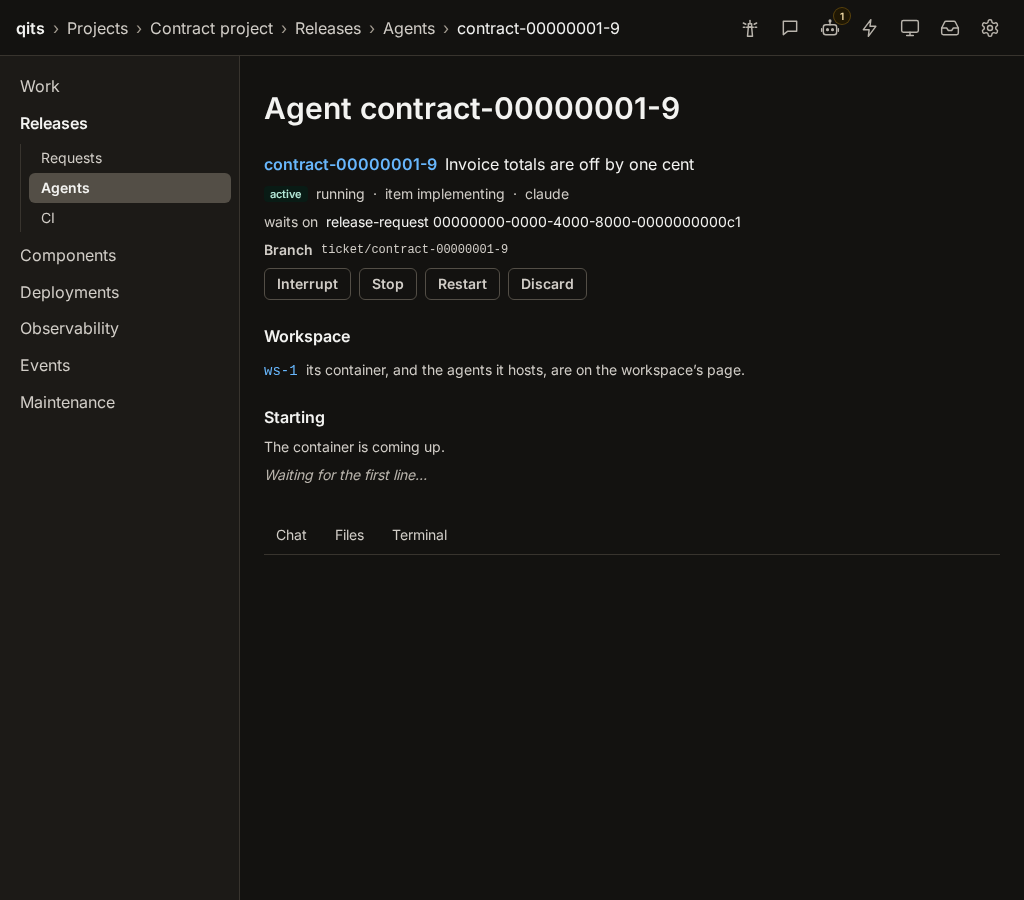 qits › Projects › Contract project › Releases › Agents › contract-00000001-9
1
Work
Releases
Requests
Agents
CI
Components
Deployments
Observability
Events
Maintenance
Agent contract-00000001-9
contract-00000001-9 Invoice totals are off by one cent
active running · item implementing · claude
waits on release-request 00000000-0000-4000-8000-0000000000c1
Branch ticket/contract-00000001-9
Interrupt Stop Restart Discard
Workspace
ws-1 its container, and the agents it hosts, are on the workspace’s page.
Starting
The container is coming up.
Waiting for the first line…
Chat Files Terminal